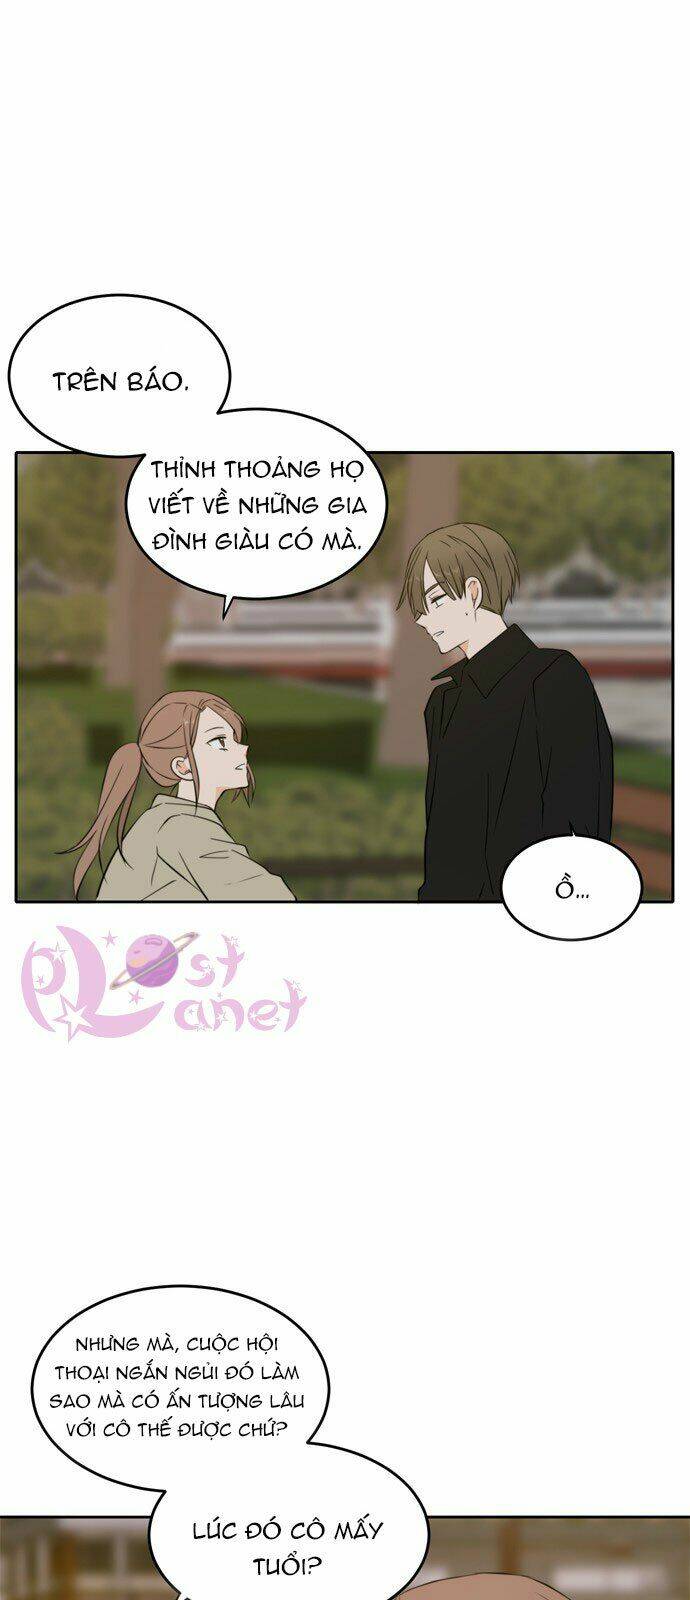 TRÊN BÁO.
THỈNH THOẢNG HỌ
VIẾT VỀ NHỮNG GIA
ĐÌNH GIÀU CÓ MÀ.
Ồ...
Lost
Planet
NHƯNG MÀ, CUỘC HỘI
THOẠI NGẮN NGỦI ĐÓ LÀM
SAO MÀ CÓ ẤN TƯỢNG LÂU
VỚI CÔ THẾ ĐƯỢC CHỨ?
LÚC ĐÓ CÔ MẤY
TUỔI?